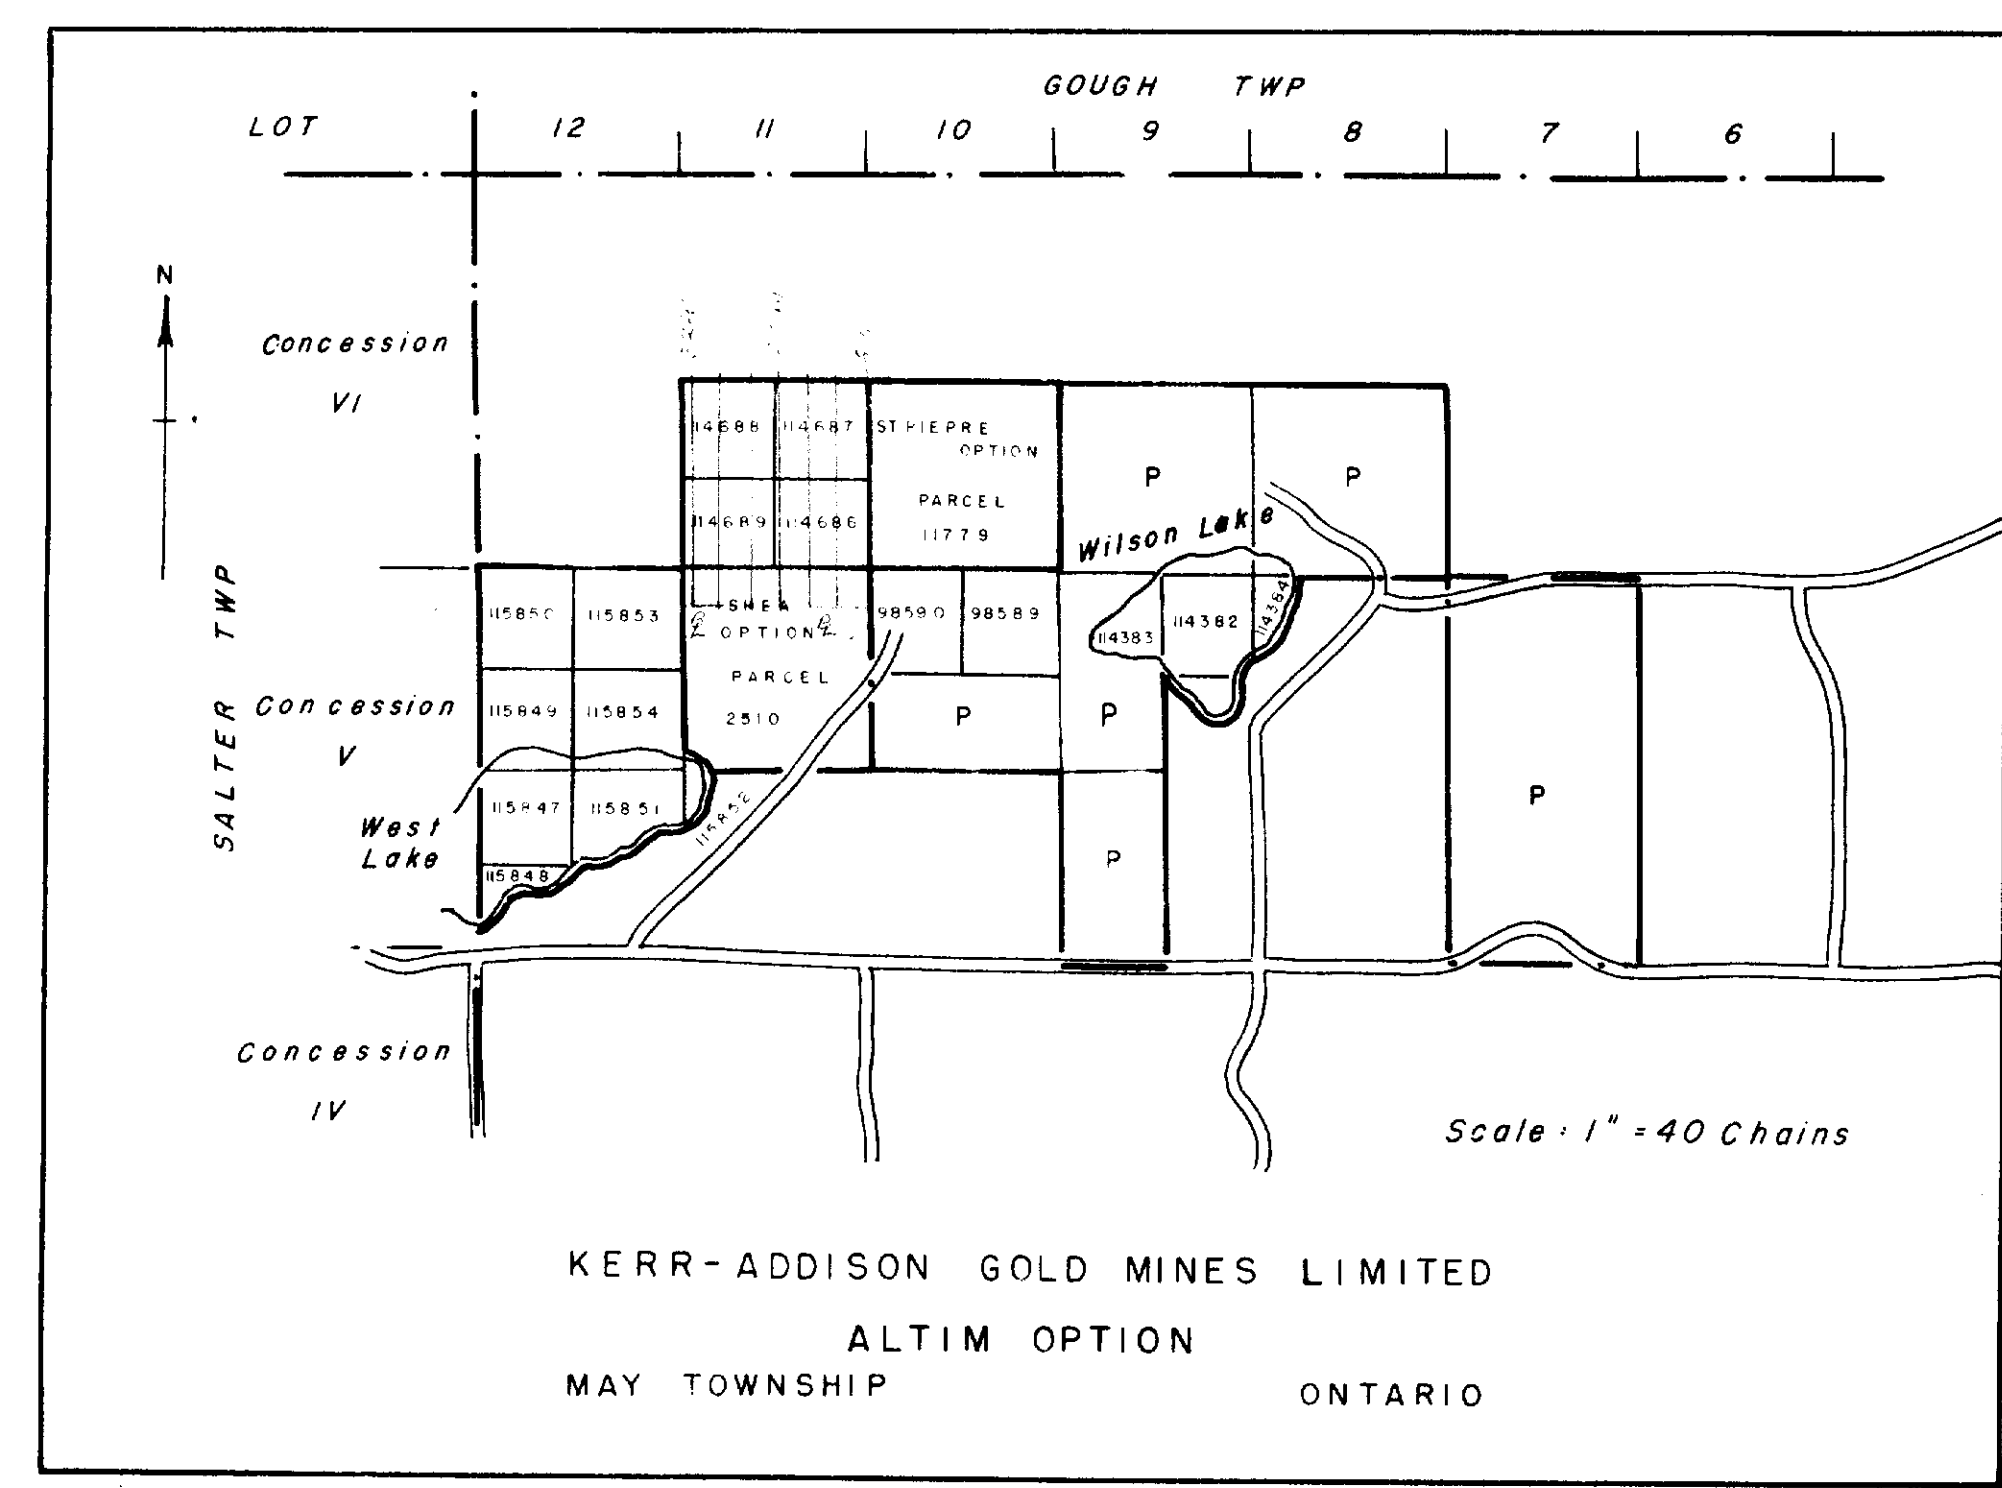 GOUGH TWP
LOT 12 11 10 9 8 7 6
N
Concession
VI
114688 114687
ST PIEPRE
OPTION
P P
PARCEL
11779
114689 114686
Wilson Lake
SALTER TWP
115850 115853
SHEA
OPTION
98590 98589
114383 114382 114384
PARCEL
2510
Concession
V
115849 115854
P P
115847 115851 115852
P
West
Lake
P
115848
Concession
IV
Scale : 1" = 40 Chains
KERR-ADDISON GOLD MINES LIMITED
ALTIM OPTION
MAY TOWNSHIP ONTARIO